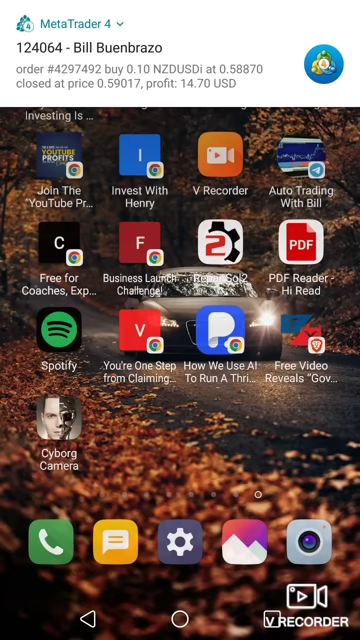 MetaTrader 4
124064 - Bill Buenbrazo
order #4297492 buy 0.10 NZDUSDi at 0.58870
closed at price 0.59017, profit: 14.70 USD
Investing Is ...
YOUTUBE
PROFITS
Join The
"YouTube Pr...
I
Invest With
Henry
V Recorder
Auto Trading
With Bill
C
Free for
Coaches, Exp...
F
Business Launch
Challenge!
2
RepairSol2
PDF
PDF Reader -
Hi Read
Spotify
V
You're One Step
from Claiming...
How We Use AI
To Run A Thri...
Free Video
Reveals "Gov...
Cyborg
Camera
V RECORDER